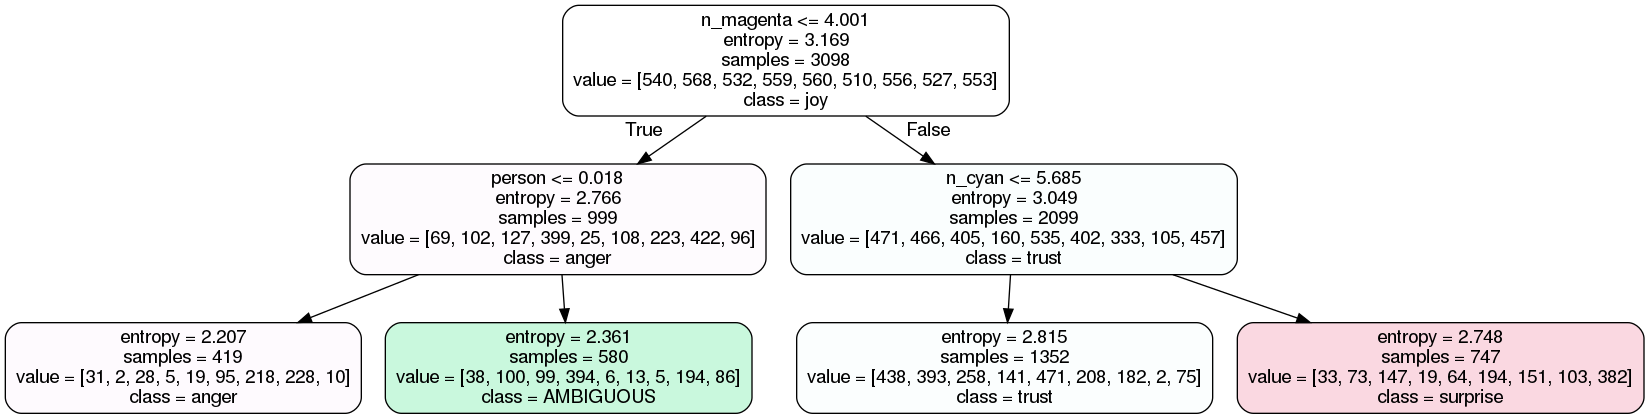 n_magenta <= 4.001
entropy = 3.169
samples = 3098
value = [540, 568, 532, 559, 560, 510, 556, 527, 553]
class = joy
True
False
person <= 0.018
entropy = 2.766
samples = 999
value = [69, 102, 127, 399, 25, 108, 223, 422, 96]
class = anger
n_cyan <= 5.685
entropy = 3.049
samples = 2099
value = [471, 466, 405, 160, 535, 402, 333, 105, 457]
class = trust
entropy = 2.207
samples = 419
value = [31, 2, 28, 5, 19, 95, 218, 228, 10]
class = anger
entropy = 2.361
samples = 580
value = [38, 100, 99, 394, 6, 13, 5, 194, 86]
class = AMBIGUOUS
entropy = 2.815
samples = 1352
value = [438, 393, 258, 141, 471, 208, 182, 2, 75]
class = trust
entropy = 2.748
samples = 747
value = [33, 73, 147, 19, 64, 194, 151, 103, 382]
class = surprise